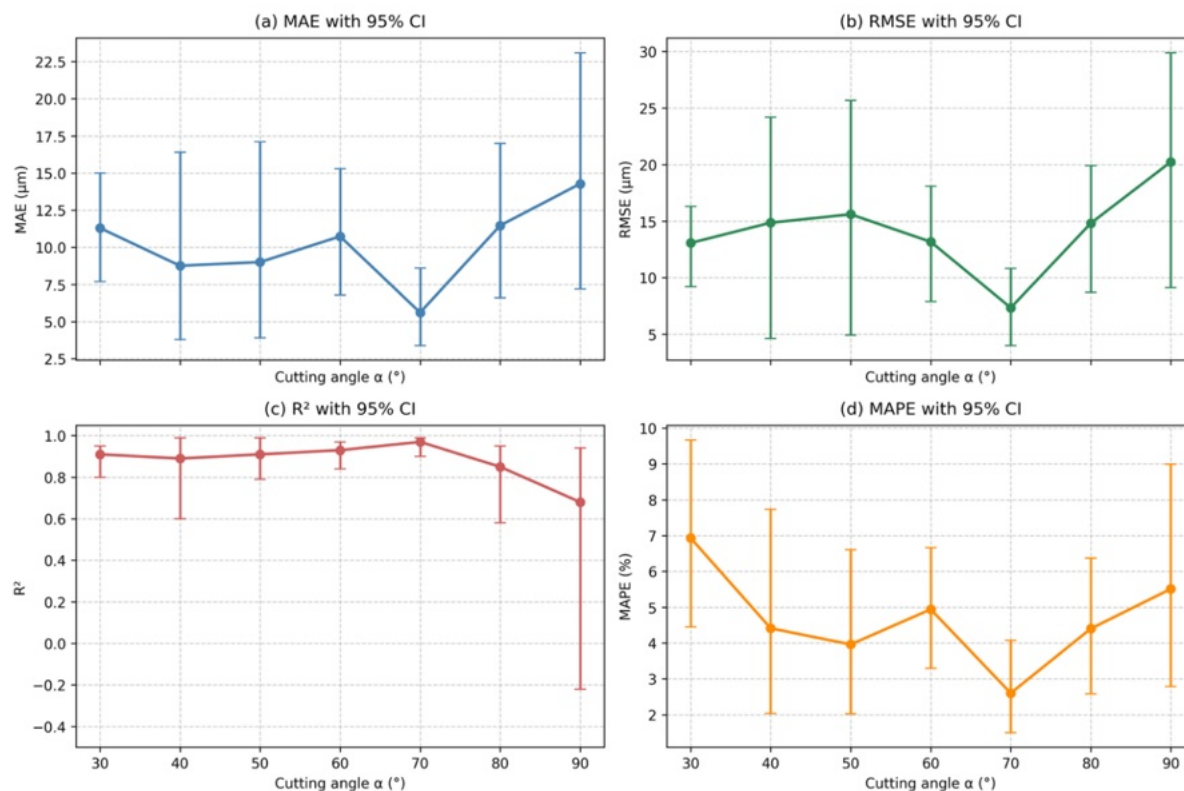 (a) MAE with 95% CI
22.5
20.0
17.5
15.0
12.5
10.0
7.5
5.0
2.5
MAE (μm)
Cutting angle α (°)
(b) RMSE with 95% CI
30
25
20
15
10
5
RMSE (μm)
Cutting angle α (°)
(c) R² with 95% CI
1.0
0.8
0.6
0.4
0.2
0.0
−0.2
−0.4
R²
30 40 50 60 70 80 90
Cutting angle α (°)
(d) MAPE with 95% CI
10
9
8
7
6
5
4
3
2
MAPE (%)
30 40 50 60 70 80 90
Cutting angle α (°)